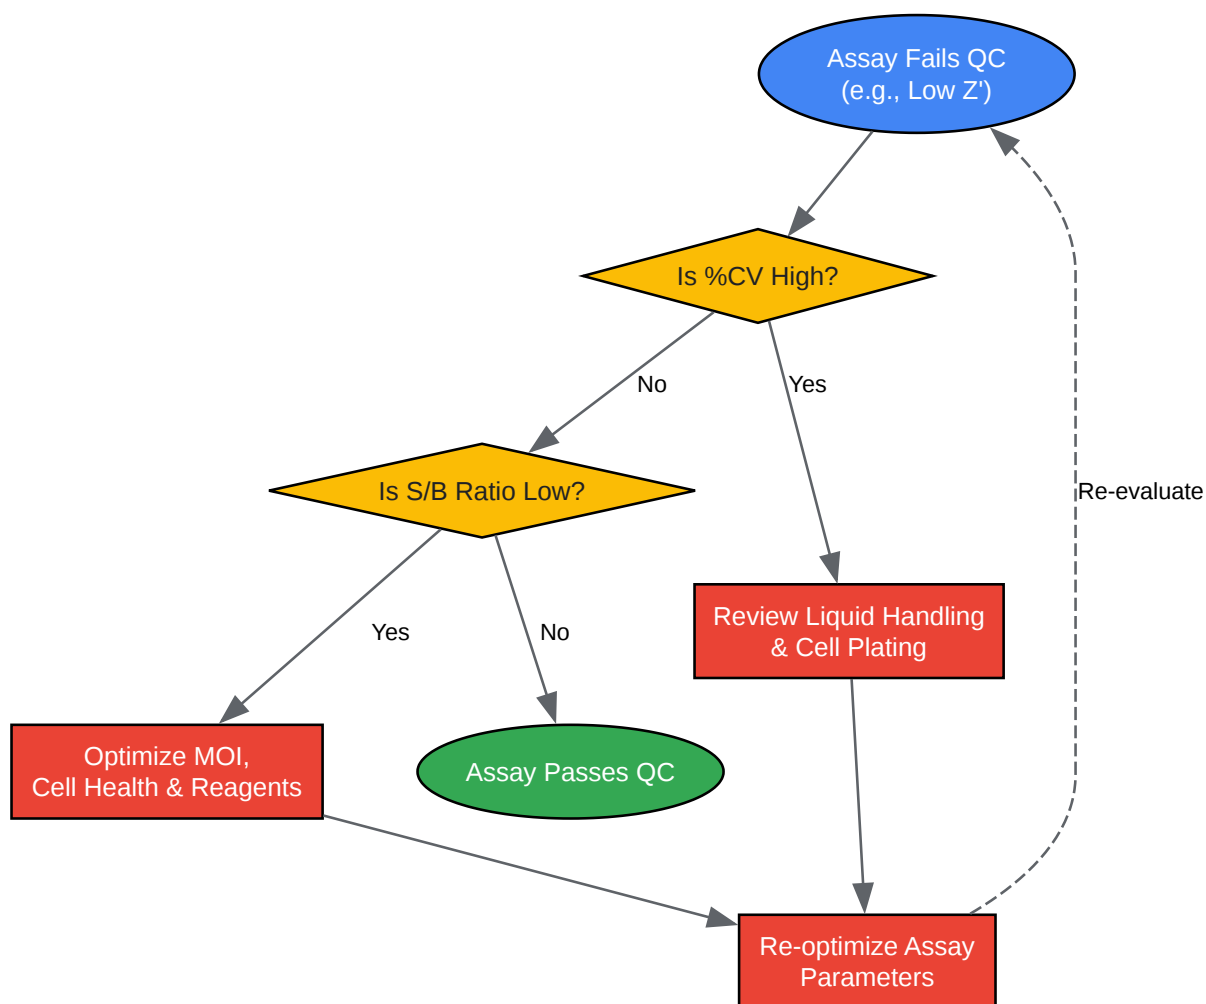 Assay Fails QC
(e.g., Low Z')
Is %CV High?
No
Yes
Is S/B Ratio Low?
Re-evaluate
Yes
No
Review Liquid Handling
& Cell Plating
Optimize MOI,
Cell Health & Reagents
Assay Passes QC
Re-optimize Assay
Parameters